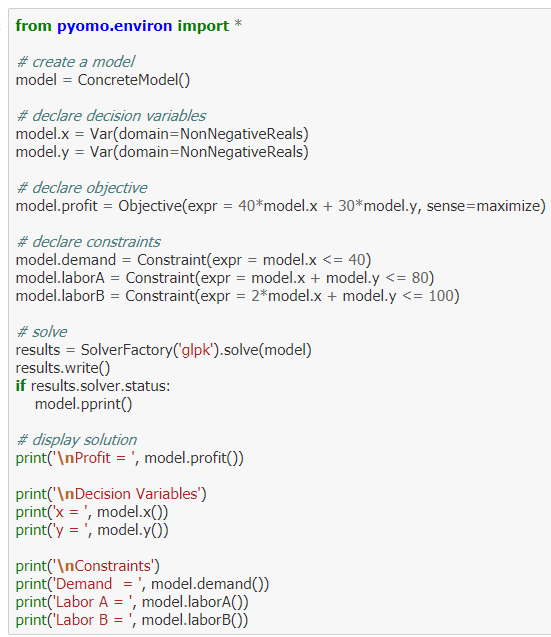 from pyomo.environ import *
# create a model
model = ConcreteModel()
# declare decision variables
model.x = Var(domain=NonNegativeReals)
model.y = Var(domain=NonNegativeReals)
# declare objective
model.profit = Objective(expr = 40*model.x + 30*model.y, sense=maximize)
# declare constraints
model.demand = Constraint(expr = model.x <= 40)
model.laborA = Constraint(expr = model.x + model.y <= 80)
model.laborB = Constraint(expr = 2*model.x + model.y <= 100)
# solve
results = SolverFactory('glpk').solve(model)
results.write()
if results.solver.status:
    model.pprint()
# display solution
print('\nProfit = ', model.profit())
print('\nDecision Variables')
print('x = ', model.x())
print('y = ', model.y())
print('\nConstraints')
print('Demand  = ', model.demand())
print('Labor A = ', model.laborA())
print('Labor B = ', model.laborB())